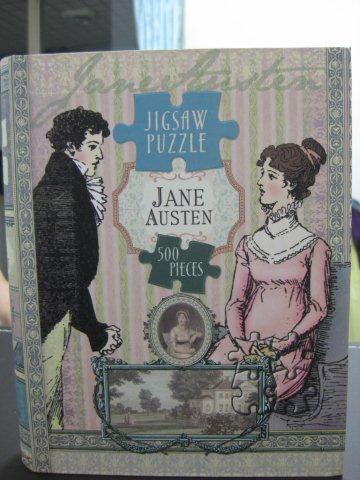 Jane Austen
JIGSAW
PUZZLE
JANE
AUSTEN
500
PIECES